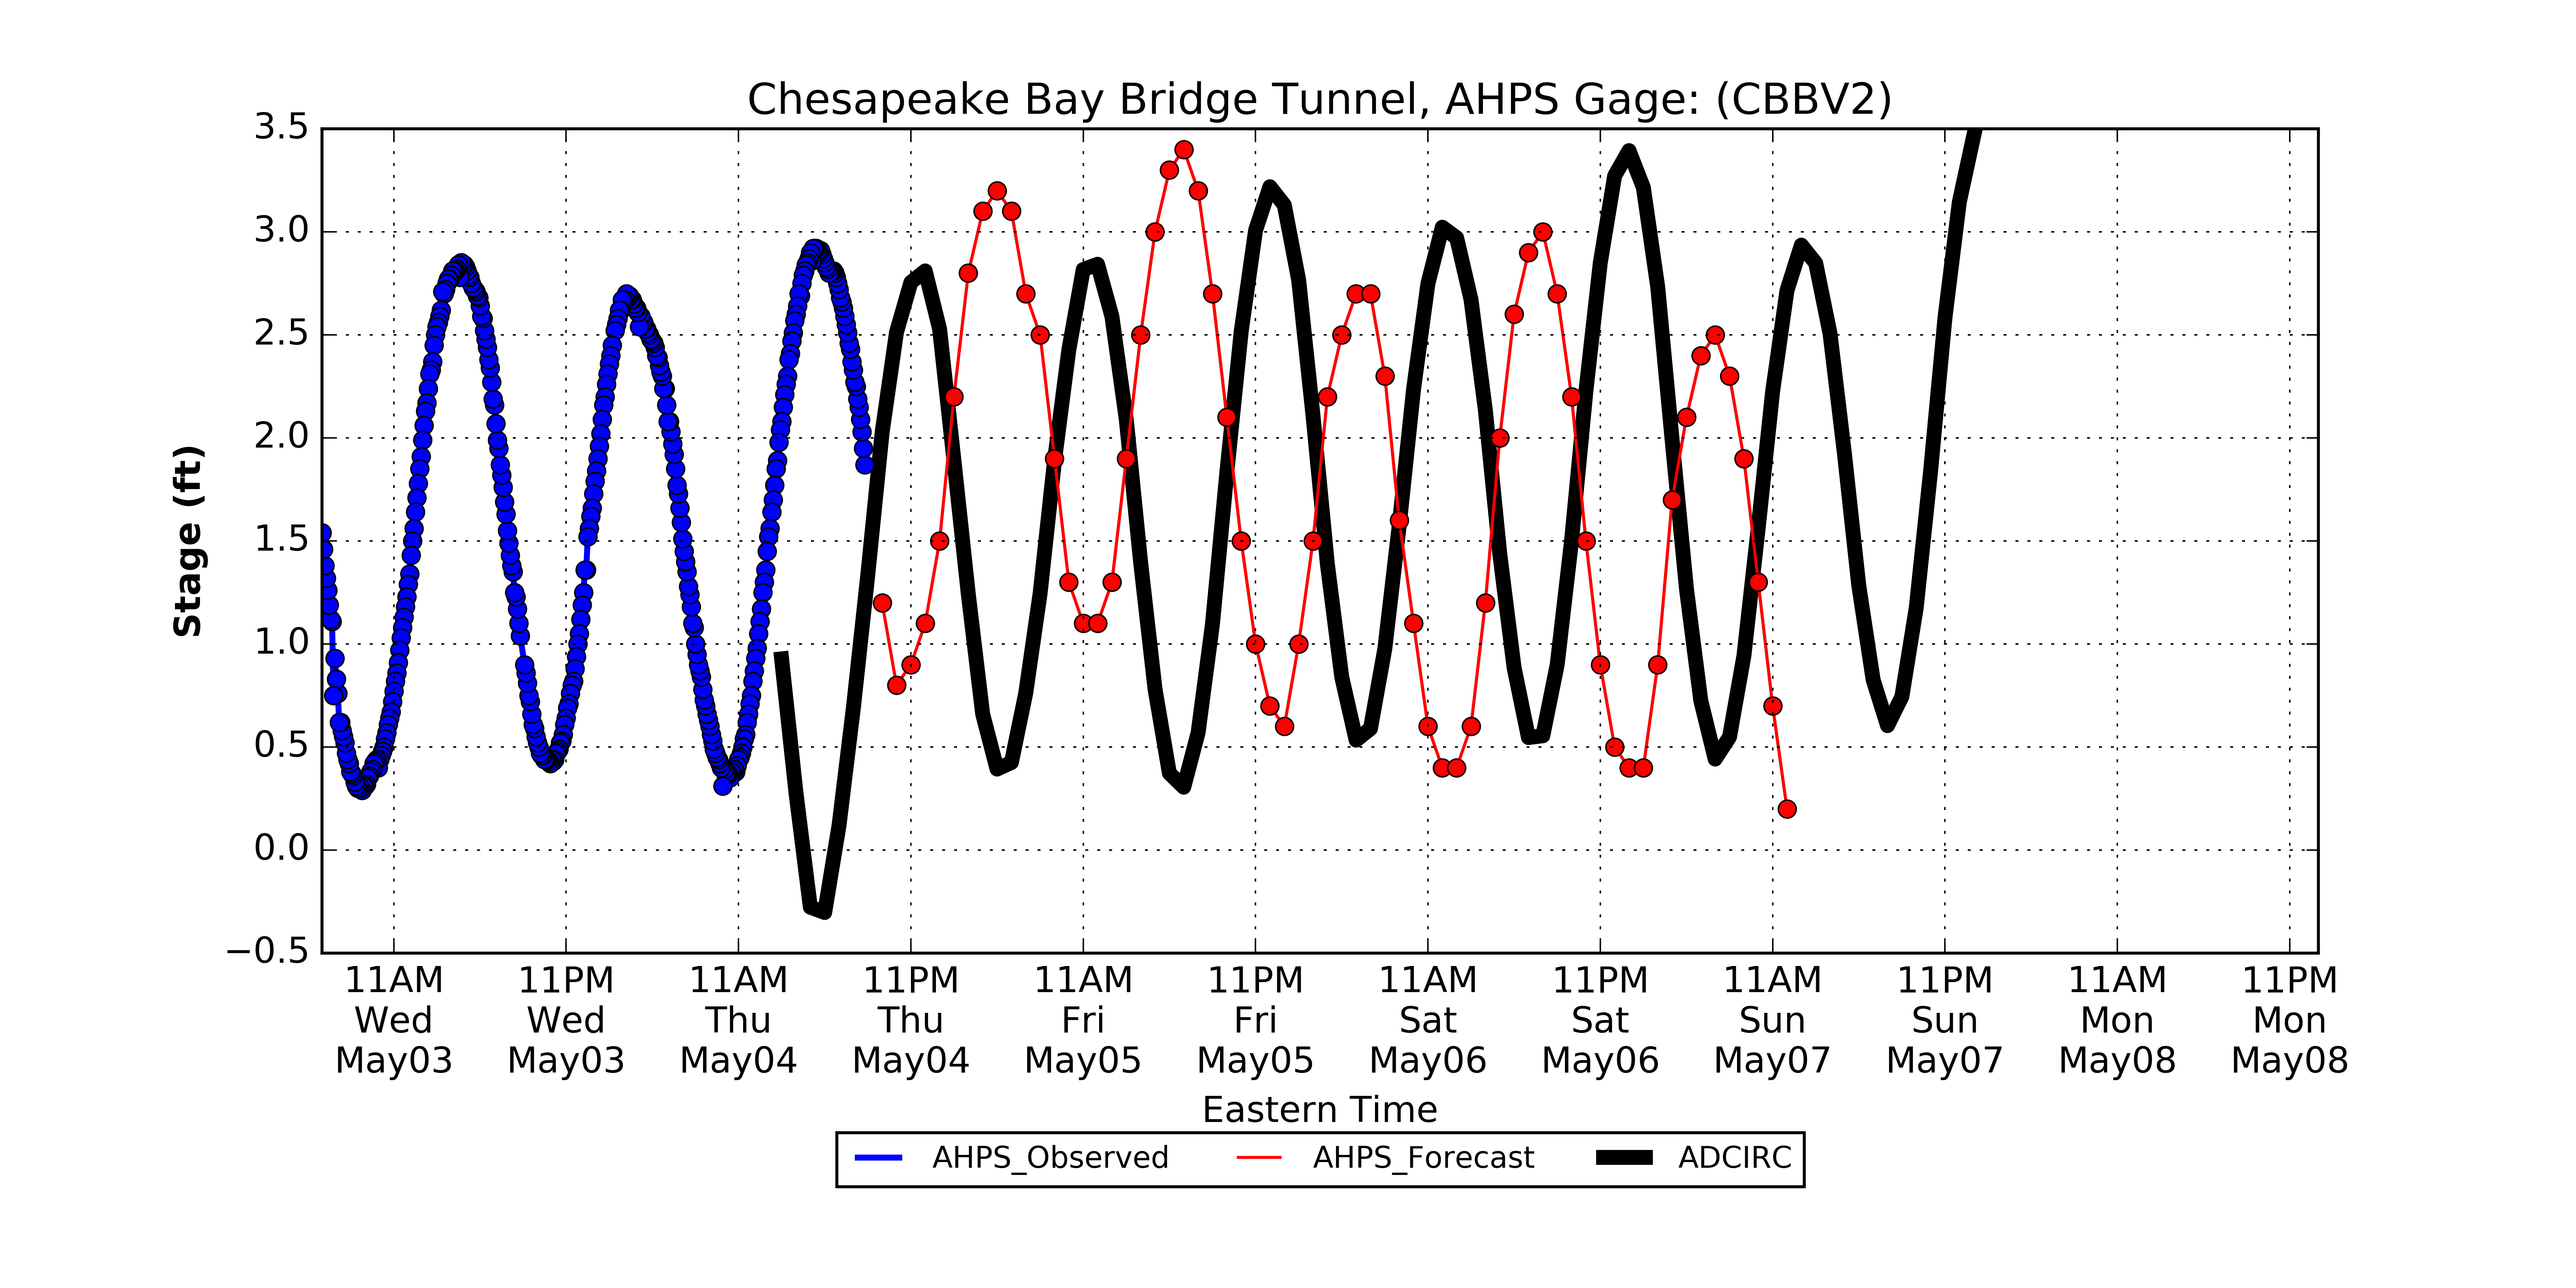 Chesapeake Bay Bridge Tunnel, AHPS Gage: (CBBV2)
3.5
3.0
2.5
2.0
1.5
1.0
0.5
0.0
−0.5
Stage (ft)
11AM 11PM 11AM 11PM 11AM 11PM 11AM 11PM 11AM 11PM 11AM 11PM
Wed Wed Thu Thu Fri Fri Sat Sat Sun Sun Mon Mon
May03 May03 May04 May04 May05 May05 May06 May06 May07 May07 May08 May08
Eastern Time
AHPS_Observed AHPS_Forecast ADCIRC